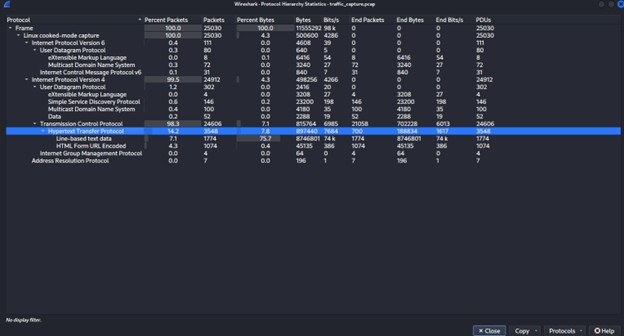 Wireshark · Protocol Hierarchy Statistics · traffic_capture.pcap
Protocol Percent Packets Packets Percent Bytes Bytes Bits/s End Packets End Bytes End Bits/s PDUs
Frame 100.0 25030 100.0 11555292 98 k 0 0 0 25030
Linux cooked-mode capture 100.0 25030 4.3 500600 4286 0 0 0 25030
Internet Protocol Version 6 0.4 111 0.0 4608 39 0 0 0 111
User Datagram Protocol 0.3 80 0.0 640 5 0 0 0 80
eXtensible Markup Language 0.0 8 0.1 6416 54 8 6416 54 8
Multicast Domain Name System 0.3 72 0.0 3240 27 72 3240 27 72
Internet Control Message Protocol v6 0.1 31 0.0 840 7 31 840 7 31
Internet Protocol Version 4 99.5 24912 4.3 498256 4266 0 0 0 24912
User Datagram Protocol 1.2 302 0.0 2416 20 0 0 0 302
eXtensible Markup Language 0.0 4 0.0 3208 27 4 3208 27 4
Simple Service Discovery Protocol 0.6 146 0.2 23200 198 146 23200 198 146
Multicast Domain Name System 0.4 100 0.0 4180 35 100 4180 35 100
Data 0.2 52 0.0 2288 19 52 2288 19 52
Transmission Control Protocol 98.3 24606 7.1 815764 6985 21058 702228 6013 24606
Hypertext Transfer Protocol 14.2 3548 7.8 897440 7684 700 188834 1617 3548
Line-based text data 7.1 1774 75.7 8746801 74 k 1774 8746801 74 k 1774
HTML Form URL Encoded 4.3 1074 0.4 45135 386 1074 45135 386 1074
Internet Group Management Protocol 0.0 4 0.0 64 0 4 64 0 4
Address Resolution Protocol 0.0 7 0.0 196 1 7 196 1 7
No display filter.
Close Copy Protocols Help